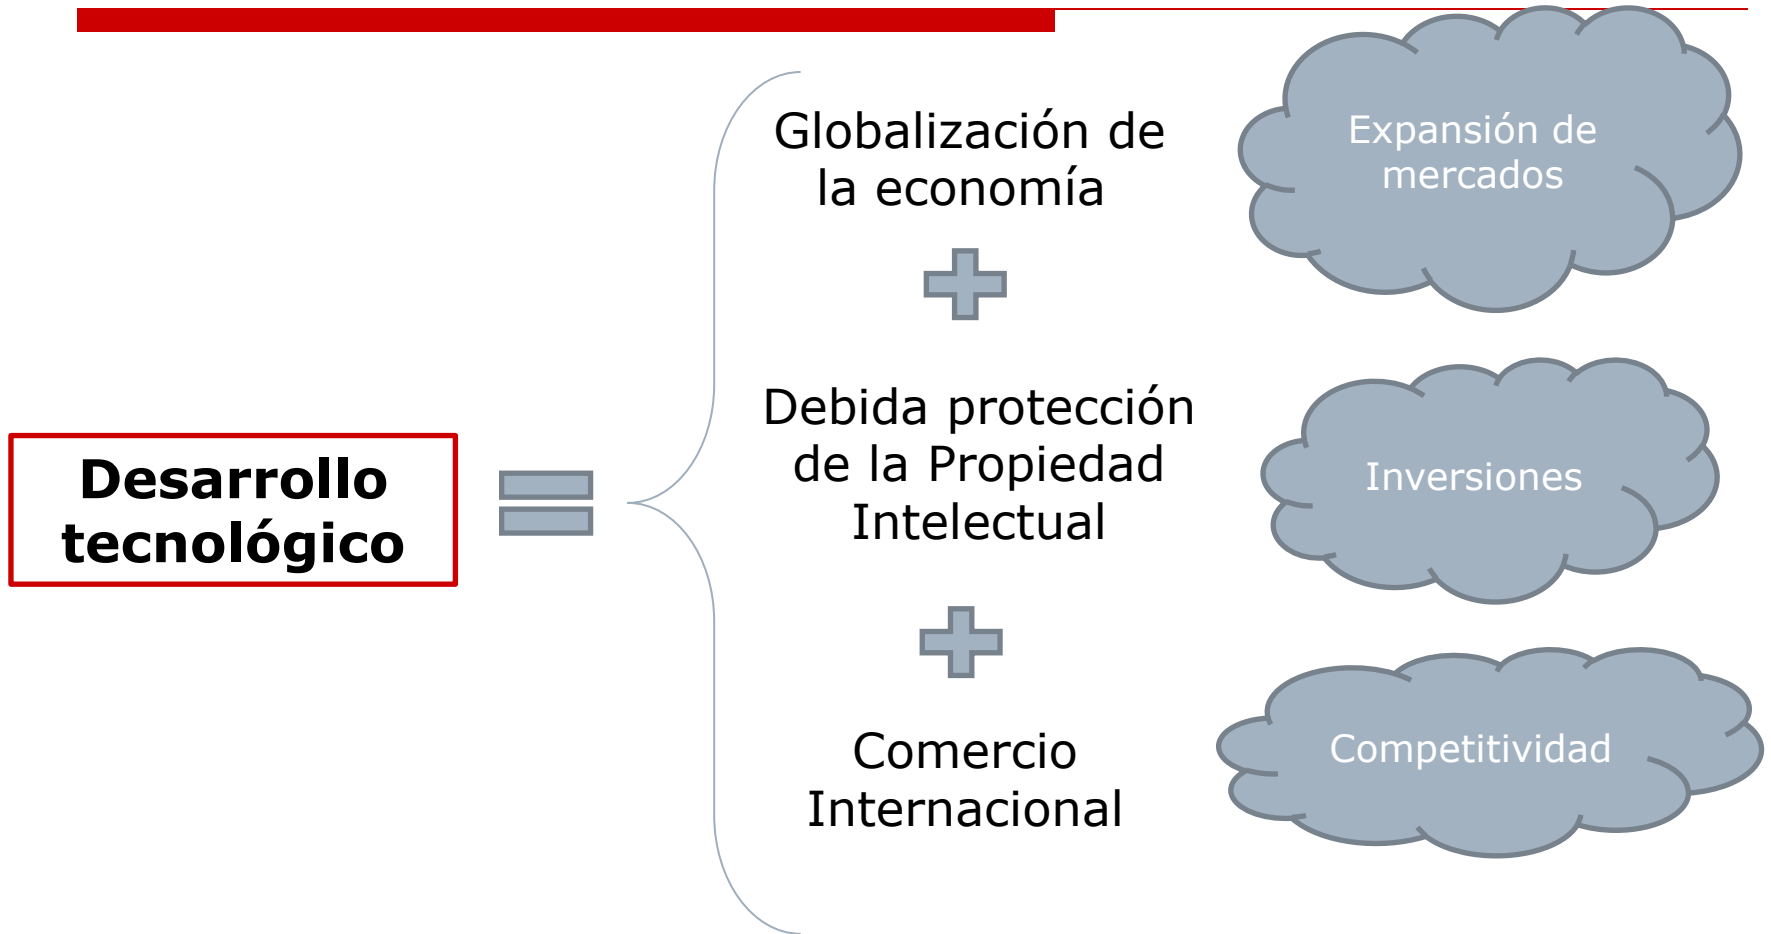 Desarrollo
tecnológico
Globalización de
la economía
Debida protección
de la Propiedad
Intelectual
Comercio
Internacional
Expansión de
mercados
Inversiones
Competitividad